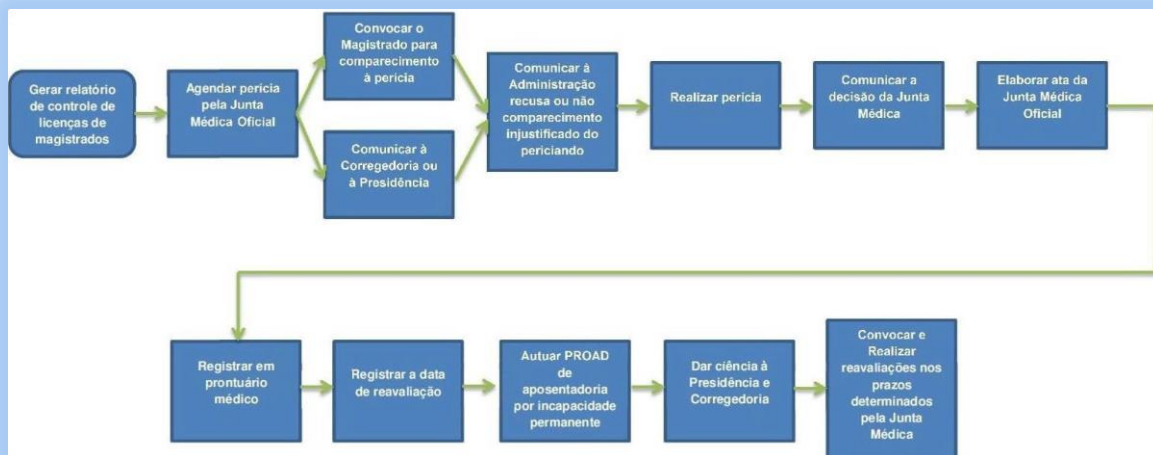 Gerar relatório
de controle de
licenças de
magistrados
Agendar perícia
pela Junta
Médica Oficial
Convocar o
Magistrado para
comparecimento
à perícia
Comunicar à
Corregedoria ou
à Presidência
Comunicar à
Administração
recusa ou não
comparecimento
injustificado do
periciando
Realizar perícia
Comunicar a
decisão da Junta
Médica
Elaborar ata da
Junta Médica
Oficial
Registrar em
prontuário
médico
Registrar a data
de reavaliação
Autuar PROAD
de
aposentadoria
por incapacidade
permanente
Dar ciência à
Presidência e
Corregedoria
Convocar e
Realizar
reavaliações nos
prazos
determinados
pela Junta
Médica